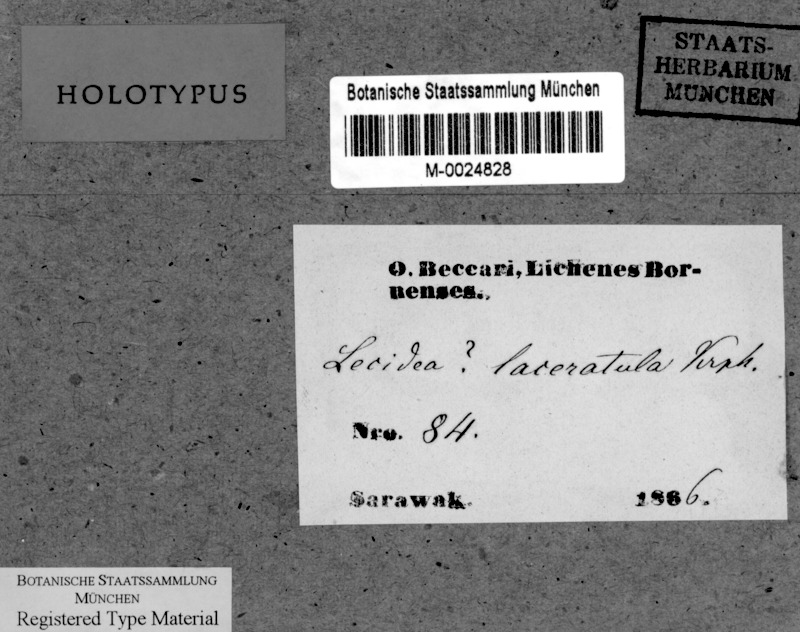 HOLOTYPUS
STAATS-
HERBARIUM
MÜNCHEN
Botanische Staatssammlung München
M-0024828
O. Beccari, Lichenes Bor-
nenses.
Lecidea? laceratula Krph.
Nro. 84.
Sarawak. 1866.
BOTANISCHE STAATSSAMMLUNG
MÜNCHEN
Registered Type Material